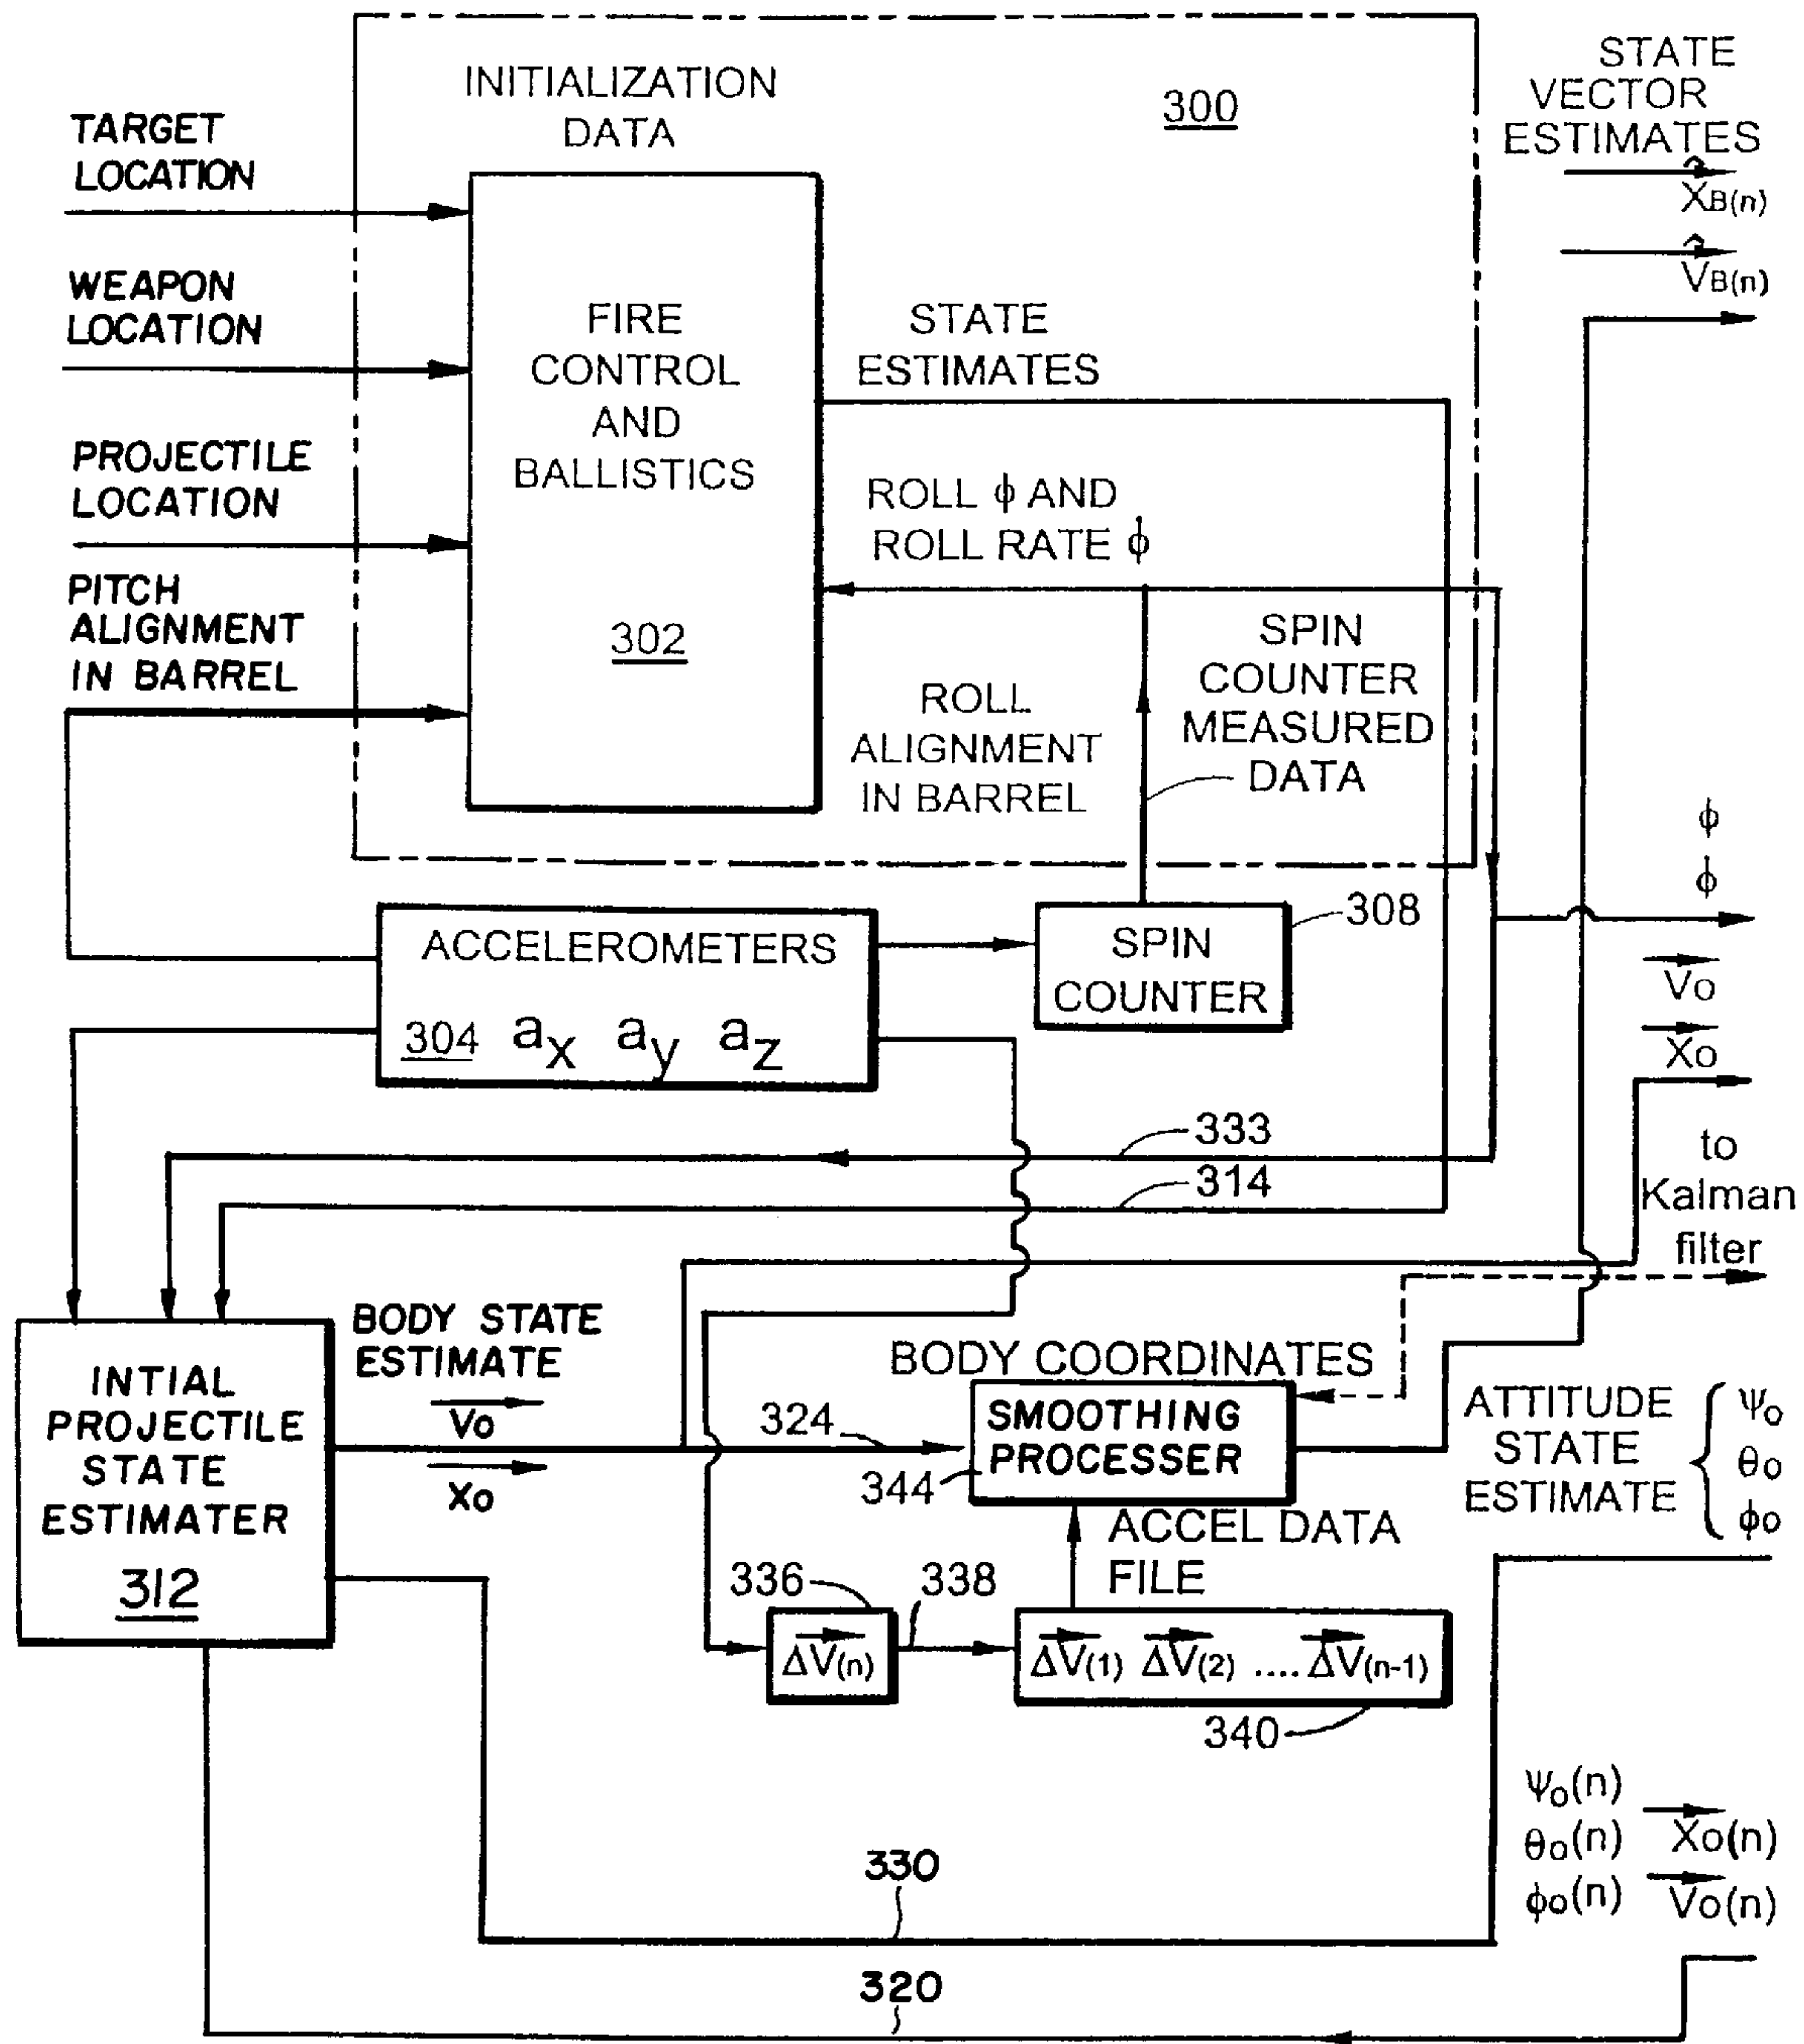 INITIALIZATION
DATA
300
STATE
VECTOR
ESTIMATES
X̂B(n)
V̂B(n)
TARGET
LOCATION
WEAPON
LOCATION
PROJECTILE
LOCATION
PITCH
ALIGNMENT
IN BARREL
FIRE
CONTROL
AND
BALLISTICS
302
STATE
ESTIMATES
ROLL ϕ AND
ROLL RATE ϕ̇
ROLL
ALIGNMENT
IN BARREL
SPIN
COUNTER
MEASURED
DATA
ϕ
ϕ̇
Vo
Xo
ACCELEROMETERS
304 ax ay az
SPIN
COUNTER
308
333
314
to
Kalman
filter
INTIAL
PROJECTILE
STATE
ESTIMATER
312
BODY STATE
ESTIMATE
Vo
Xo
324
BODY COORDINATES
SMOOTHING
PROCESSER
344
ATTITUDE
STATE
ESTIMATE
ψo
θo
ϕo
ACCEL DATA
FILE
336
338
ΔV(n)
ΔV(1) ΔV(2) .... ΔV(n-1)
340
ψo(n)
θo(n)
ϕo(n)
Xo(n)
Vo(n)
330
320